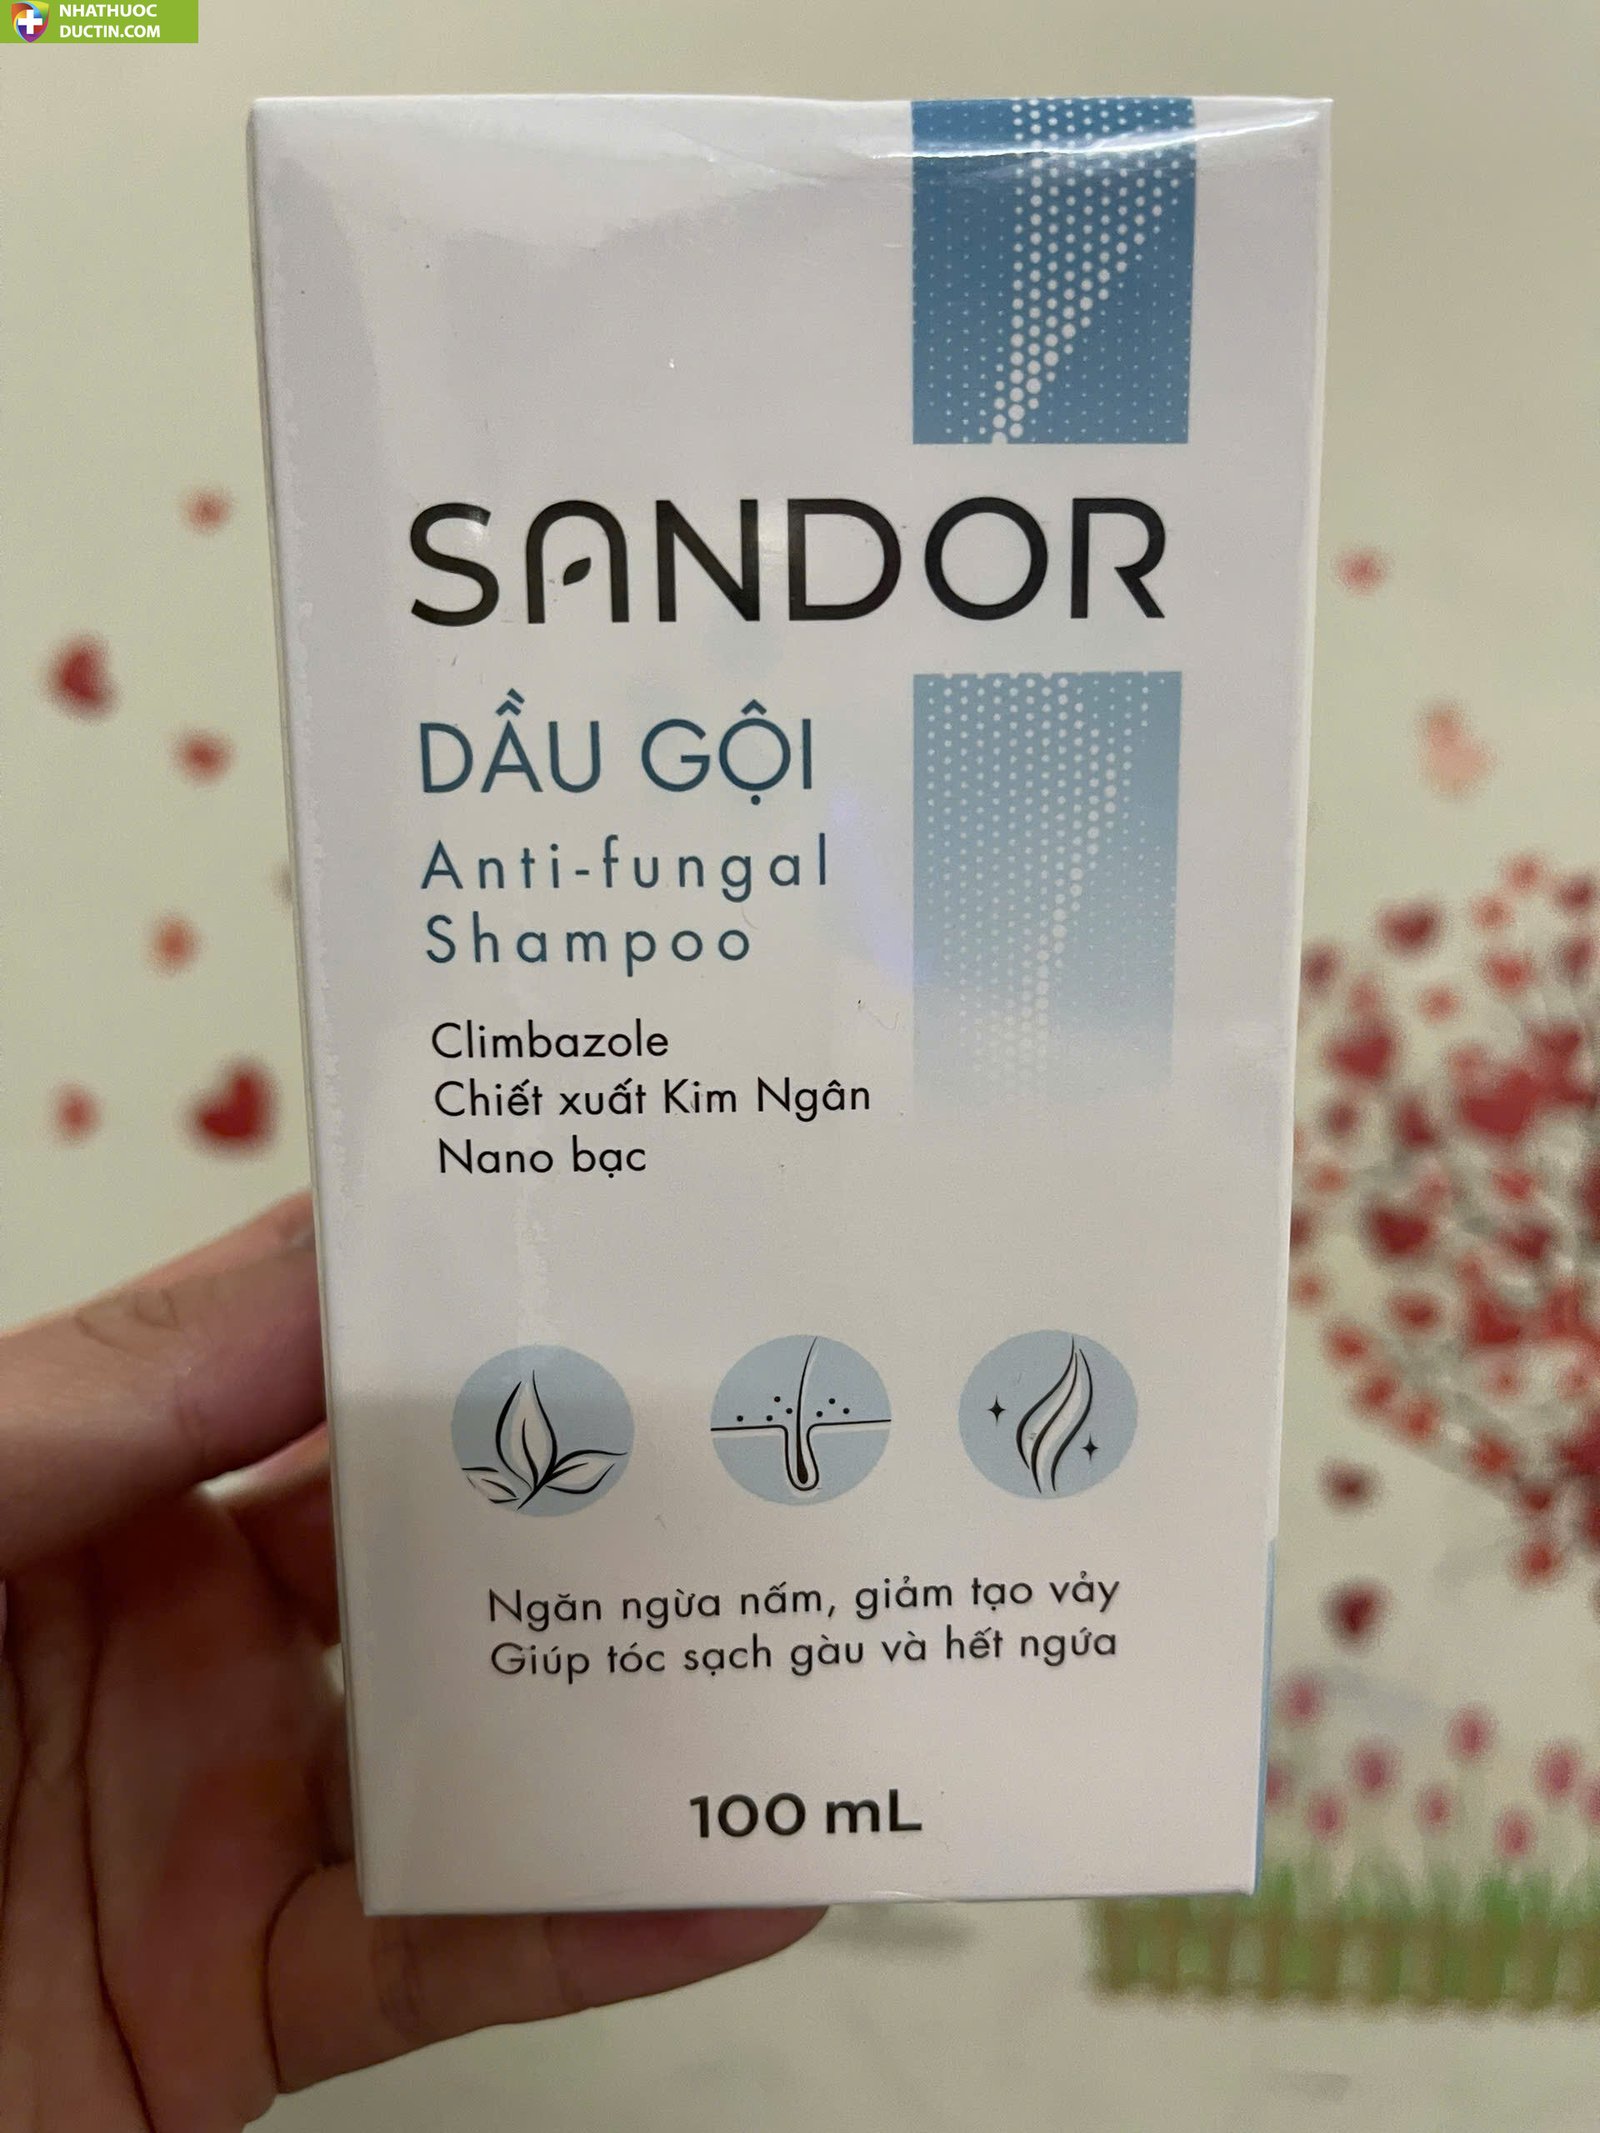 NHATHUOC
DUCTIN.COM
SANDOR
DẦU GỘI
Anti-fungal
Shampoo
Climbazole
Chiết xuất Kim Ngân
Nano bạc
Ngăn ngừa nấm, giảm tạo vảy
Giúp tóc sạch gàu và hết ngứa
100 mL